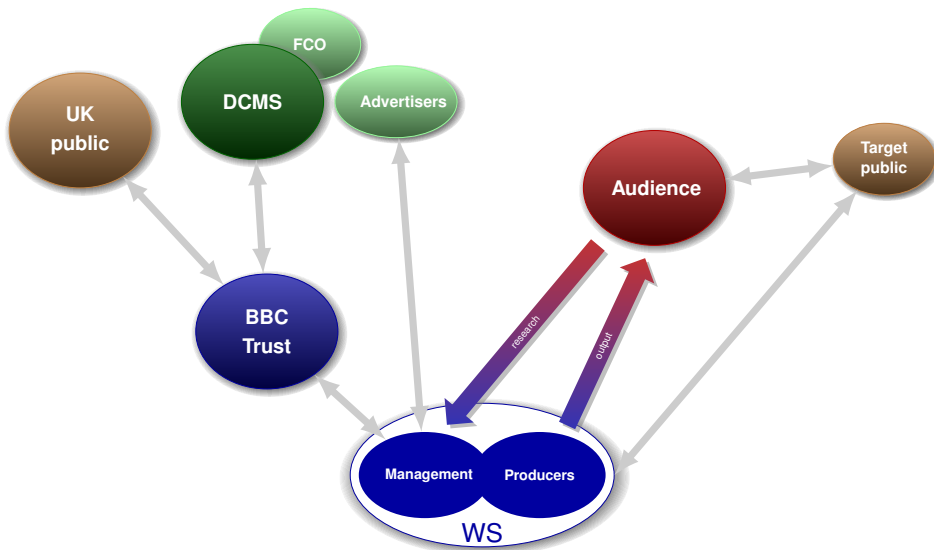 FCO
DCMS
Advertisers
UK
public
Target
public
Audience
BBC
Trust
research
output
Management
Producers
WS